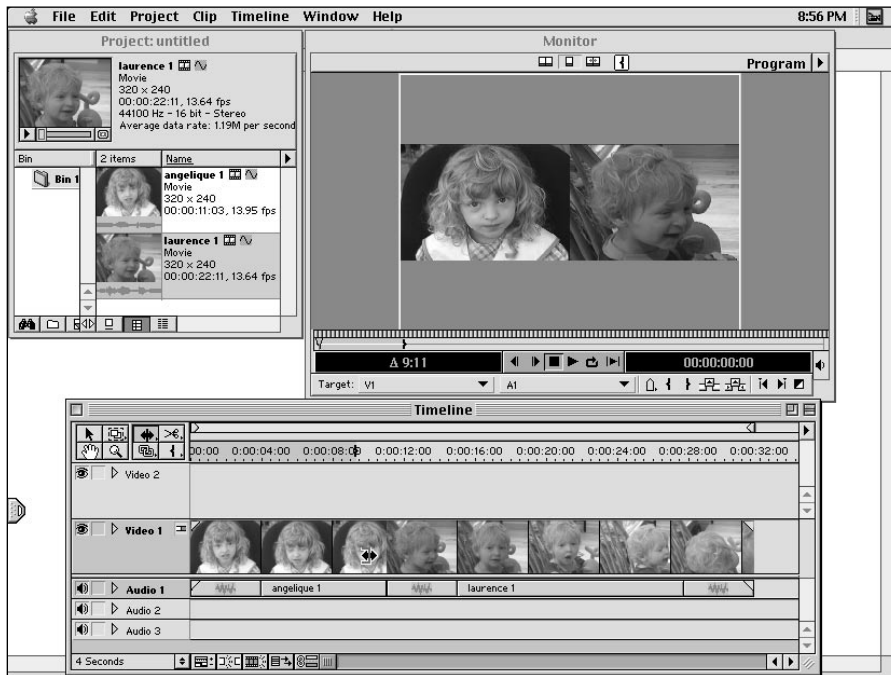 File Edit Project Clip Timeline Window Help 8:56 PM
Project: untitled
laurence 1
Movie
320 × 240
00:00:22:11, 13.64 fps
44100 Hz - 16 bit - Stereo
Average data rate: 1.19M per second
Bin 2 items Name
Bin 1
angelique 1
Movie
320 × 240
00:00:11:03, 13.95 fps
laurence 1
Movie
320 × 240
00:00:22:11, 13.64 fps
Monitor
Program
Δ 9:11 00:00:00:00
Target: V1 A1
Timeline
00:00 0:00:04:00 0:00:08:0 0:00:12:00 0:00:16:00 0:00:20:00 0:00:24:00 0:00:28:00 0:00:32:00
Video 2
Video 1
Audio 1 angelique 1 laurence 1
Audio 2
Audio 3
4 Seconds